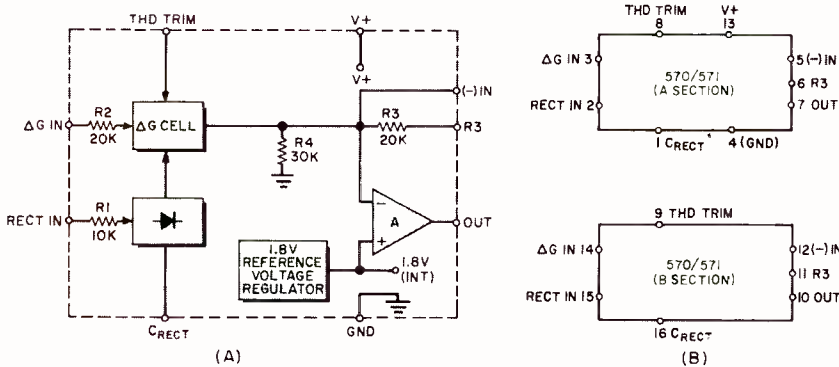 THD TRIM
V+
V+
(-)IN
ΔG IN
R2
20K
ΔG CELL
R4
30K
R3
20K
R3
RECT IN
R1
10K
-
A
+
OUT
1.8V
REFERENCE
VOLTAGE
REGULATOR
1.8V
(INT)
CRECT
GND
(A)
THD TRIM
8
V+
13
ΔG IN 3
570/571
(A SECTION)
5(-)IN
6 R3
RECT IN 2
7 OUT
1 CRECT
4 (GND)
9 THD TRIM
ΔG IN 14
570/571
(B SECTION)
12(-)IN
11 R3
RECT IN 15
10 OUT
16 CRECT
(B)